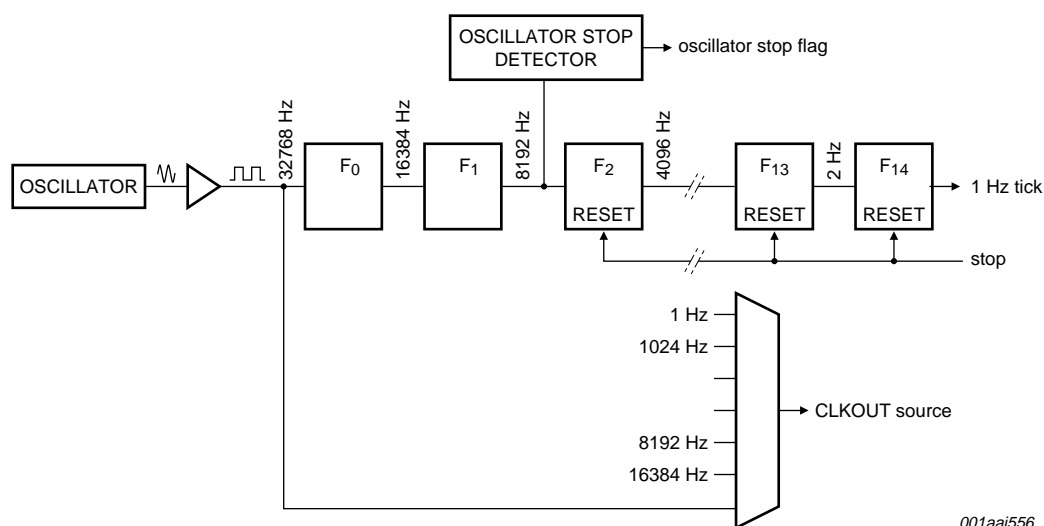 OSCILLATOR STOP
DETECTOR
oscillator stop flag
OSCILLATOR
32768 Hz
F0
16384 Hz
F1
8192 Hz
F2
RESET
4096 Hz
F13
RESET
2 Hz
F14
RESET
1 Hz tick
stop
1 Hz
1024 Hz
CLKOUT source
8192 Hz
16384 Hz
001aaj556